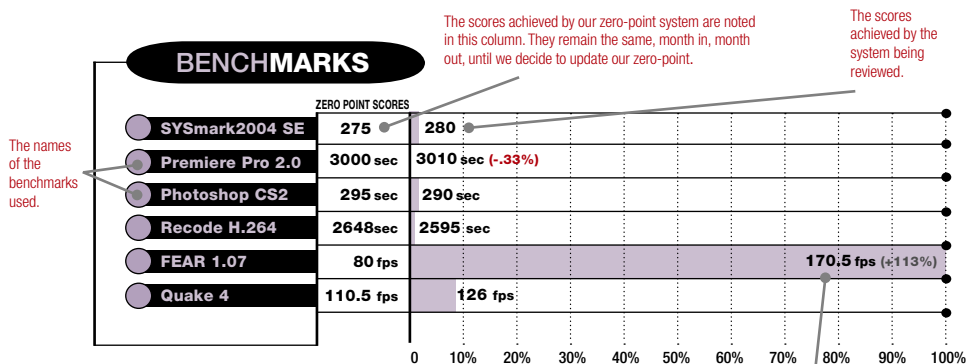 The scores achieved by our zero-point system are noted
in this column. They remain the same, month in, month
out, until we decide to update our zero-point.
The scores
achieved by the
system being
reviewed.
BENCHMARKS
ZERO POINT SCORES
The names
of the
benchmarks
used.
SYSmark2004 SE 275 280
Premiere Pro 2.0 3000 sec 3010 sec (-.33%)
Photoshop CS2 295 sec 290 sec
Recode H.264 2648sec 2595 sec
FEAR 1.07 80 fps 170.5 fps (+113%)
Quake 4 110.5 fps 126 fps
0 10% 20% 30% 40% 50% 60% 70% 80% 90% 100%